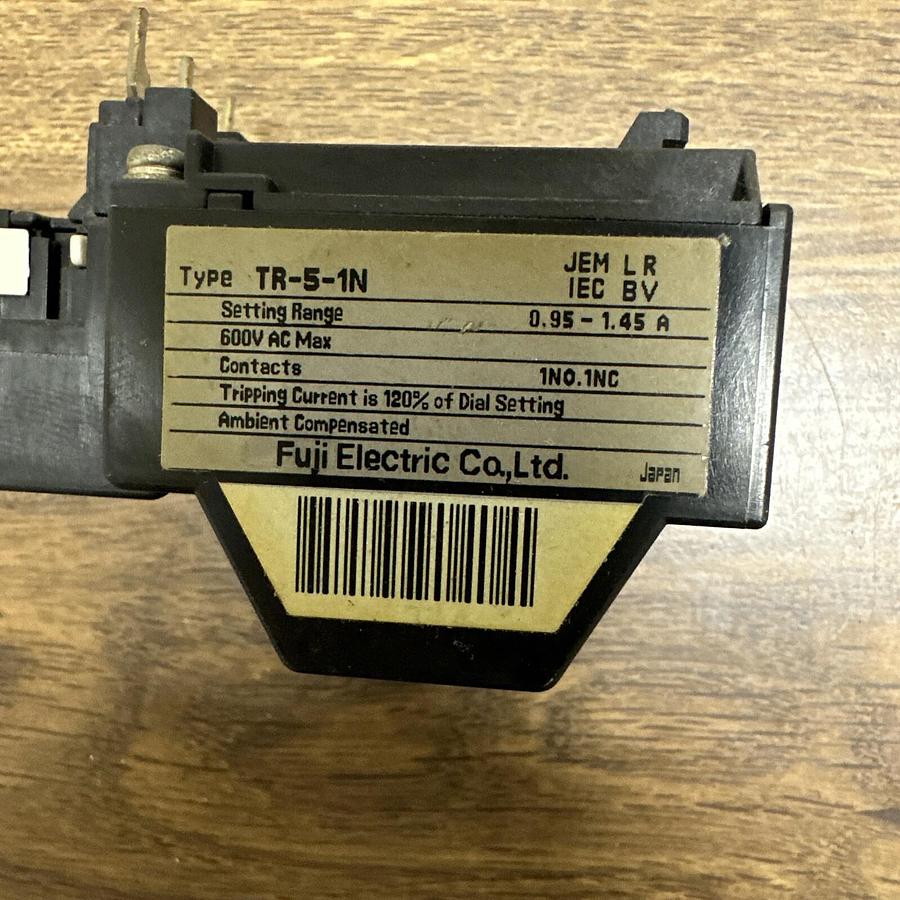 Type TR-5-1N JEM L R
IEC BV
Setting Range 0.95 - 1.45 A
600V AC Max
Contacts 1NO.1NC
Tripping Current is 120% of Dial Setting
Ambient Compensated
Fuji Electric Co.,Ltd. Japan